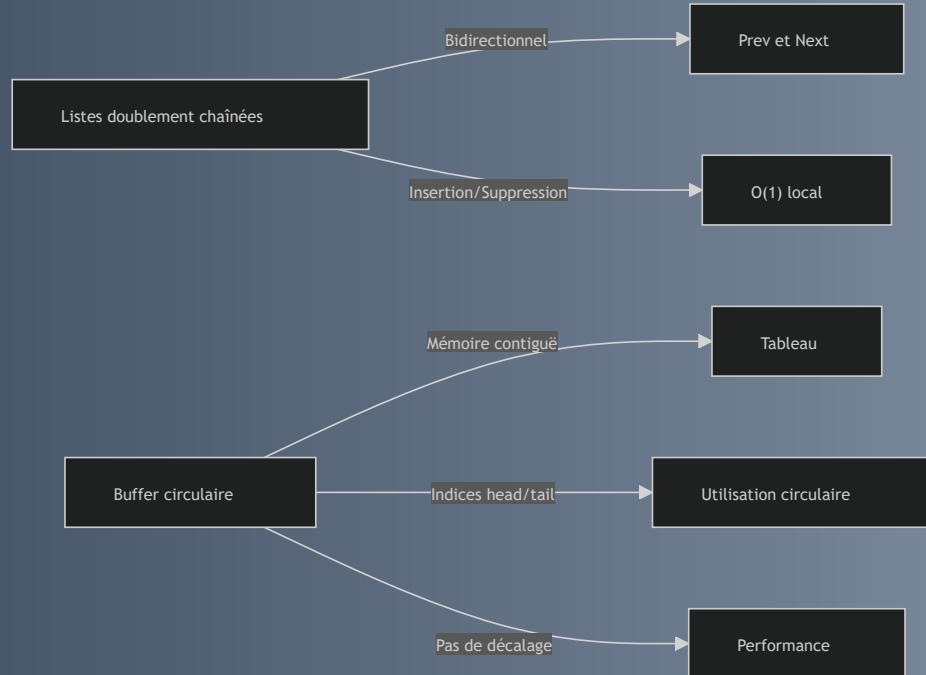 Bidirectionnel
Prev et Next
Listes doublement chaînées
Insertion/Suppression
O(1) local
Mémoire contiguë
Tableau
Buffer circulaire
Indices head/tail
Utilisation circulaire
Pas de décalage
Performance